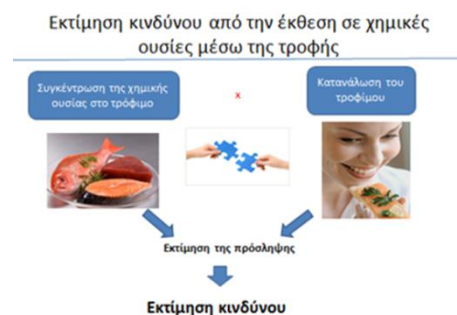 Εκτίμηση κινδύνου από την έκθεση σε χημικές
ουσίες μέσω της τροφής
Συγκέντρωση της χημικής
ουσίας στο τρόφιμο
x
Κατανάλωση του
τροφίμου
Εκτίμηση της πρόσληψης
Εκτίμηση κινδύνου